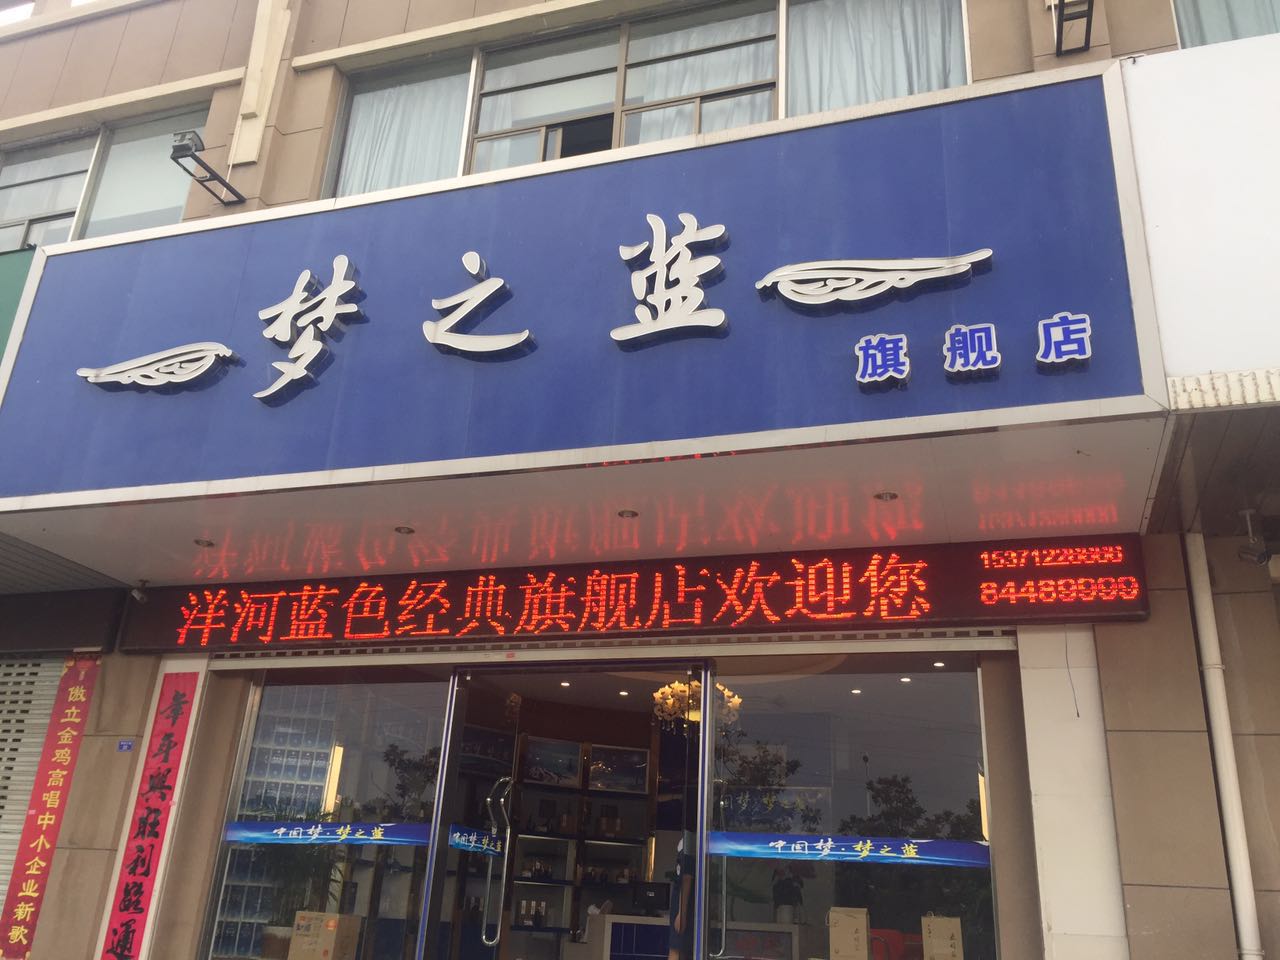 梦之蓝
旗舰店
洋河蓝色经典旗舰店欢迎您
84489999
傲立金鸡高唱中小企业新歌
年年兴旺利路通
中国梦·梦之蓝
中国梦·梦之蓝
中国梦·梦之蓝